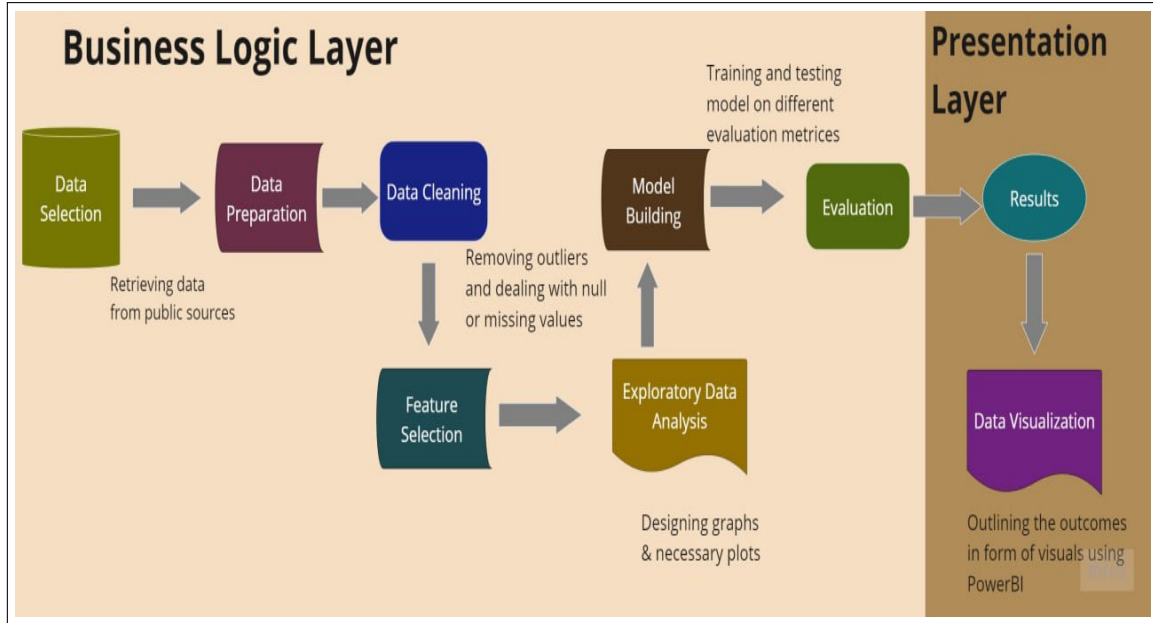 Business Logic Layer
Presentation
Layer
Training and testing
model on different
evaluation metrices
Data
Selection
Data
Preparation
Data Cleaning
Model
Building
Evaluation
Results
Retrieving data
from public sources
Removing outliers
and dealing with null
or missing values
Feature
Selection
Exploratory Data
Analysis
Data Visualization
Designing graphs
& necessary plots
Outlining the outcomes
in form of visuals using
PowerBI